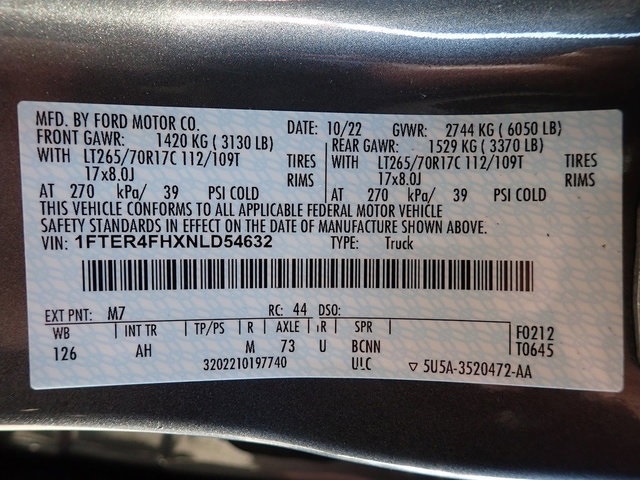 MFD. BY FORD MOTOR CO. DATE: 10/22 GVWR: 2744 KG ( 6050 LB)
FRONT GAWR: 1420 KG ( 3130 LB) REAR GAWR: 1529 KG ( 3370 LB)
WITH LT265/70R17C 112/109T TIRES WITH LT265/70R17C 112/109T TIRES
17x8.0J RIMS 17x8.0J RIMS
AT 270 kPa/ 39 PSI COLD AT 270 kPa/ 39 PSI COLD
THIS VEHICLE CONFORMS TO ALL APPLICABLE FEDERAL MOTOR VEHICLE
SAFETY STANDARDS IN EFFECT ON THE DATE OF MANUFACTURE SHOWN ABOVE.
VIN: 1FTER4FHXNLD54632 TYPE: Truck
EXT PNT: M7 RC: 44 DSO:
WB INT TR TP/PS R AXLE R SPR F0212
126 AH M 73 U BCNN T0645
3202210197740 ULC ▽ 5U5A-3520472-AA